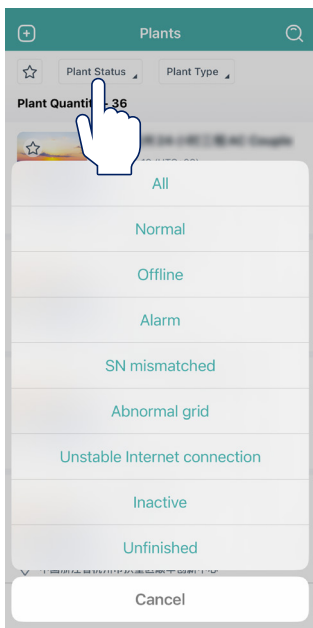 Plants
Plant Status
Plant Type
Plant Quantit 36
All
Normal
Offline
Alarm
SN mismatched
Abnormal grid
Unstable Internet connection
Inactive
Unfinished
Cancel